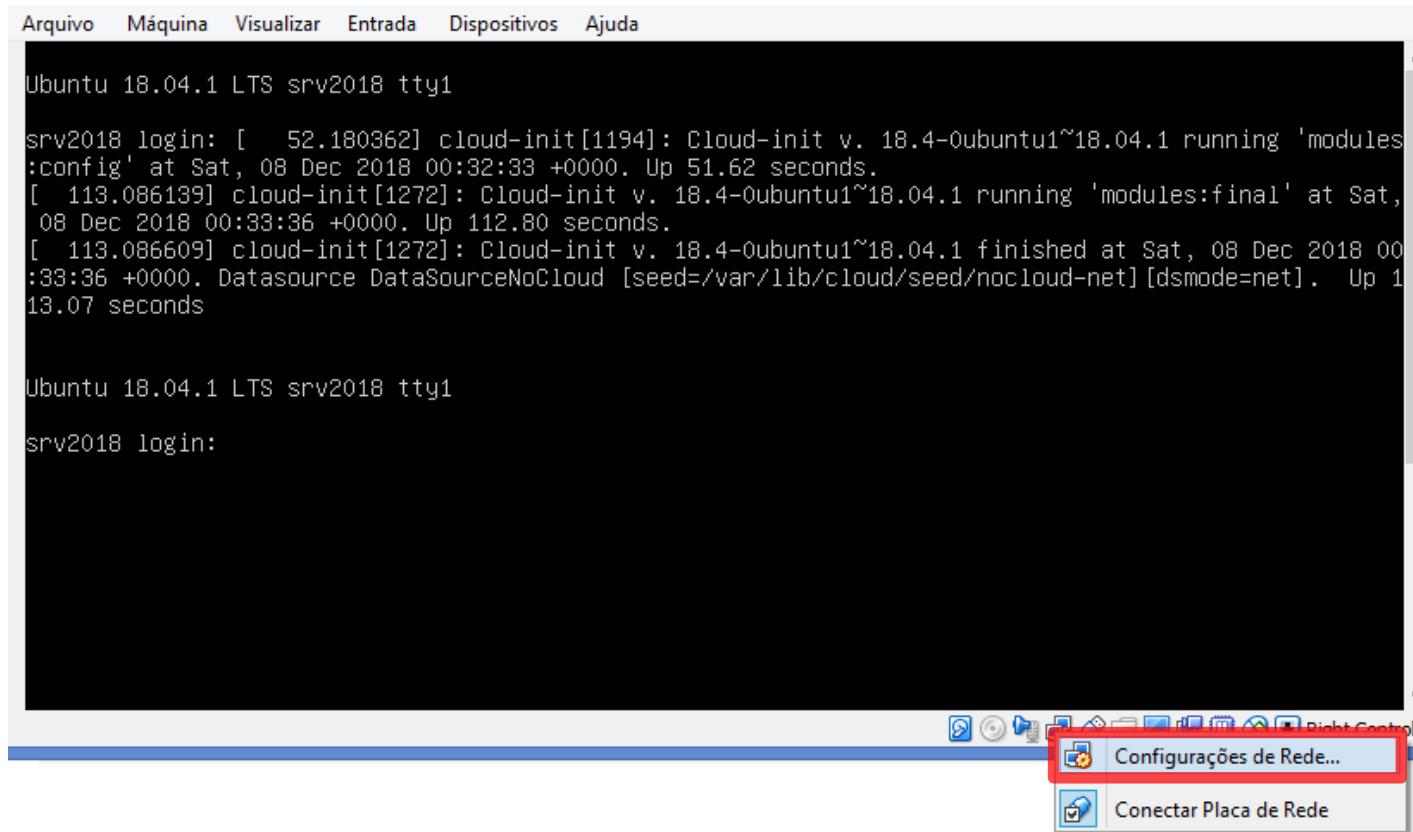 Arquivo Máquina Visualizar Entrada Dispositivos Ajuda
Ubuntu 18.04.1 LTS srv2018 tty1
srv2018 login: [   52.180362] cloud-init[1194]: Cloud-init v. 18.4-0ubuntu1~18.04.1 running 'modules
:config' at Sat, 08 Dec 2018 00:32:33 +0000. Up 51.62 seconds.
[  113.086139] cloud-init[1272]: Cloud-init v. 18.4-0ubuntu1~18.04.1 running 'modules:final' at Sat,
 08 Dec 2018 00:33:36 +0000. Up 112.80 seconds.
[  113.086609] cloud-init[1272]: Cloud-init v. 18.4-0ubuntu1~18.04.1 finished at Sat, 08 Dec 2018 00
:33:36 +0000. Datasource DataSourceNoCloud [seed=/var/lib/cloud/seed/nocloud-net][dsmode=net].  Up 1
13.07 seconds
Ubuntu 18.04.1 LTS srv2018 tty1
srv2018 login:
Right Contro
Configurações de Rede...
Conectar Placa de Rede